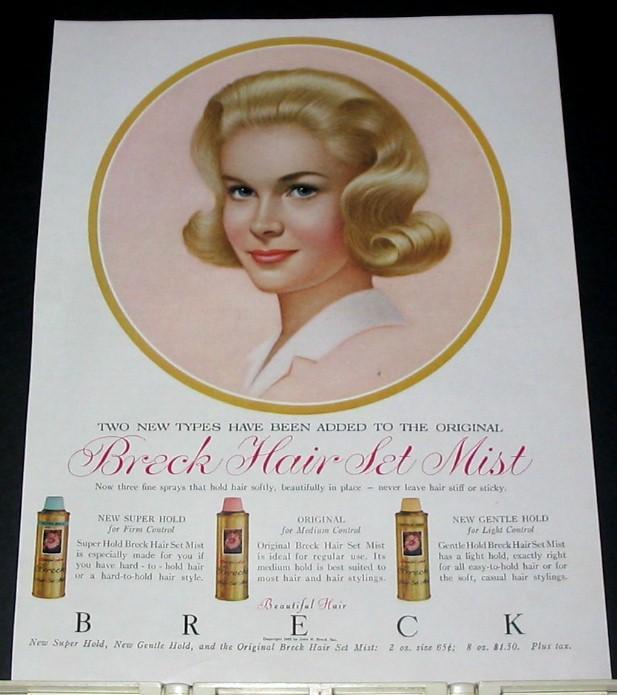 TWO NEW TYPES HAVE BEEN ADDED TO THE ORIGINAL
Breck Hair Set Mist
Now three fine sprays that hold hair softly, beautifully in place — never leave hair stiff or sticky.
NEW SUPER HOLD
for Firm Control
Super Hold Breck Hair Set Mist
is especially made for you if
you have hard - to - hold hair
or a hard-to-hold hair style.
ORIGINAL
for Medium Control
Original Breck Hair Set Mist
is ideal for regular use. Its
medium hold is best suited to
most hair and hair stylings.
NEW GENTLE HOLD
for Light Control
Gentle Hold Breck Hair Set Mist
has a light hold, exactly right
for all easy-to-hold hair or for
the soft, casual hair stylings.
Beautiful Hair
B R E C K
New Super Hold, New Gentle Hold, and the Original Breck Hair Set Mist: 2 oz. size 65¢; 8 oz. $1.50. Plus tax.